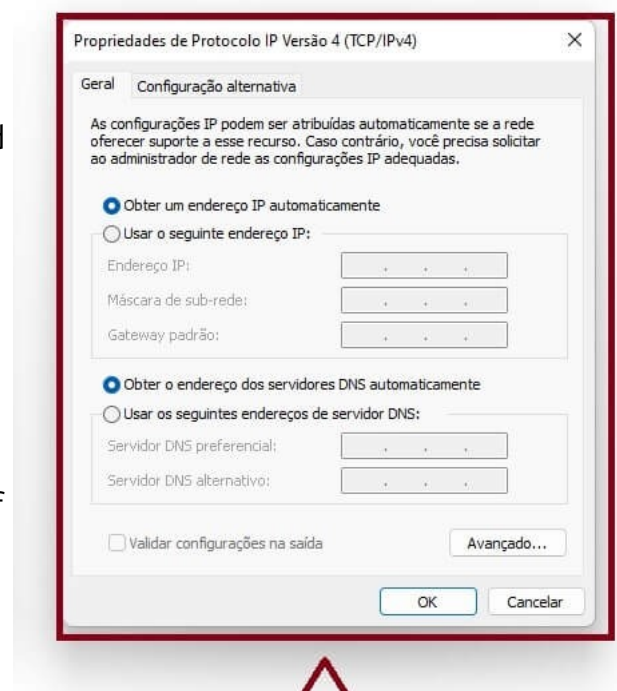 Propriedades de Protocolo IP Versão 4 (TCP/IPv4)
Geral
Configuração alternativa
As configurações IP podem ser atribuídas automaticamente se a rede
oferecer suporte a esse recurso. Caso contrário, você precisa solicitar
ao administrador de rede as configurações IP adequadas.
Obter um endereço IP automaticamente
Usar o seguinte endereço IP:
Endereço IP:
Máscara de sub-rede:
Gateway padrão:
Obter o endereço dos servidores DNS automaticamente
Usar os seguintes endereços de servidor DNS:
Servidor DNS preferencial:
Servidor DNS alternativo:
Validar configurações na saída
Avançado...
OK
Cancelar